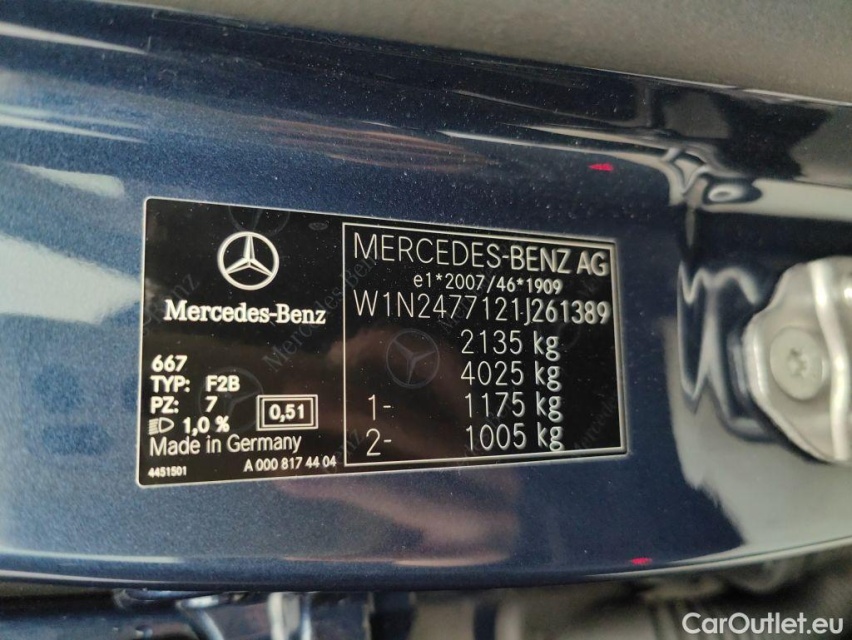 Mercedes-Benz
667
TYP: F2B
PZ: 7
1,0 %
0,51
Made in Germany
4451501
A 000 817 44 04
MERCEDES-BENZ AG
e1*2007/46*1909
W1N2477121J261389
2135 kg
4025 kg
1- 1175 kg
2- 1005 kg
CarOutlet.eu